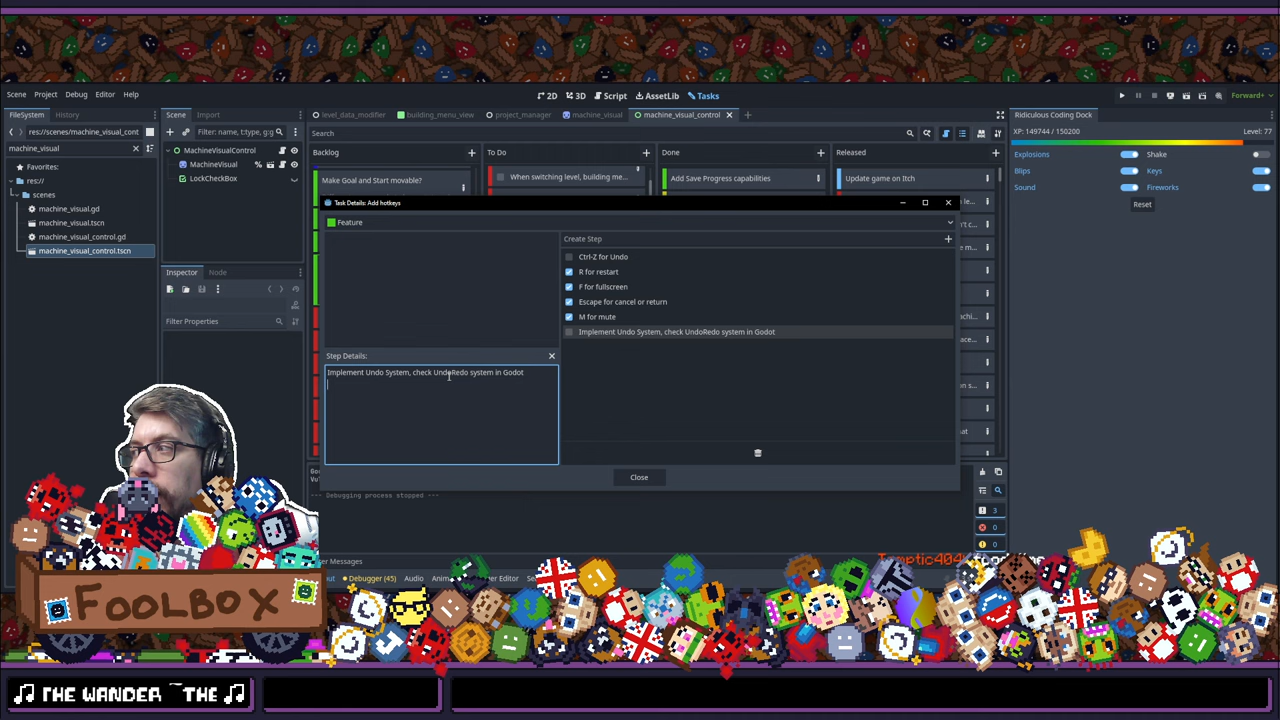 Scene Project Debug Editor Help
2D 3D Script AssetLib Tasks
Forward+
FileSystem History
Scene Import
level_data_modifier building_menu_view project_manager machine_visual machine_visual_control
Ridiculous Coding Dock
res://scenes/machine_visual_cont
Filter: name, t:type, g:g
Search
XP: 149744 / 150200 Level: 77
machine_visual
MachineVisualControl
Backlog To Do Done Released
Explosions Shake
Favorites:
MachineVisual
Blips Keys
res://
LockCheckBox
Make Goal and Start movable?
When switching level, building me...
Add Save Progress capabilities
Update game on Itch
Sound Fireworks
scenes
Reset
machine_visual.gd
Task Details: Add hotkeys
machine_visual.tscn
Feature
machine_visual_control.gd
Create Step
machine_visual_control.tscn
Ctrl-Z for Undo
R for restart
Inspector Node
F for fullscreen
Escape for cancel or return
M for mute
Filter Properties
Implement Undo System, check UndoRedo system in Godot
Step Details:
Implement Undo System, check UndoRedo system in Godot
Close
--- Debugging process stopped ---
3
0
0
Debugger (45) Audio
FOOLBOX
♫ THE WANDER THE ♫